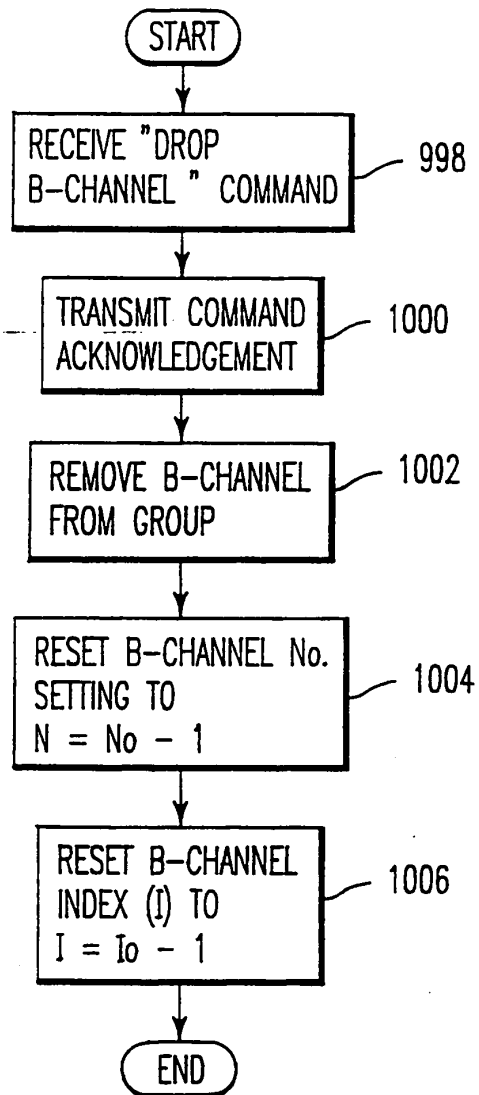 START
RECEIVE "DROP
B-CHANNEL" COMMAND
998
TRANSMIT COMMAND
ACKNOWLEDGEMENT
1000
REMOVE B-CHANNEL
FROM GROUP
1002
RESET B-CHANNEL No.
SETTING TO
N = No - 1
1004
RESET B-CHANNEL
INDEX (I) TO
I = Io - 1
1006
END